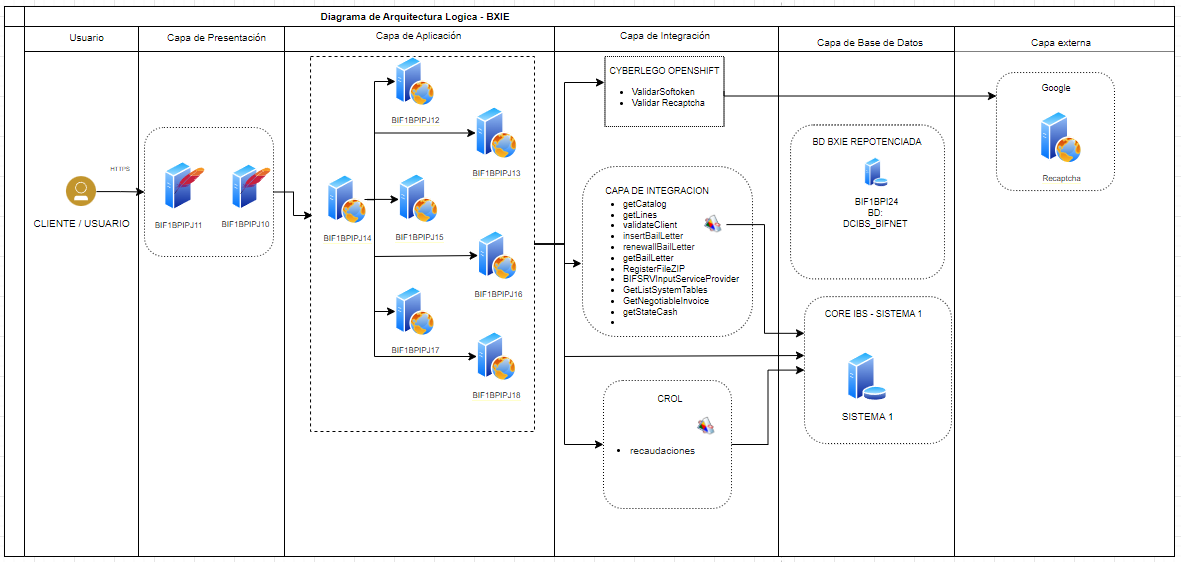 Diagrama de Arquitectura Logica - BXIE
Usuario
Capa de Presentación
Capa de Aplicación
Capa de Integración
Capa de Base de Datos
Capa externa
HTTPS
CLIENTE / USUARIO
BIF1BPIPJ11
BIF1BPIPJ10
BIF1BPIPJ12
BIF1BPIPJ13
BIF1BPIPJ14
BIF1BPIPJ15
BIF1BPIPJ16
BIF1BPIPJ17
BIF1BPIPJ18
CYBERLEGO OPENSHIFT
• ValidarSoftoken
• Validar Recaptcha
CAPA DE INTEGRACION
• getCatalog
• getLines
• validateClient
• insertBailLetter
• renewallBailLetter
• getBailLetter
• RegisterFileZIP
• BIFSRVInputServiceProvider
• GetListSystemTables
• GetNegotiableInvoice
• getStateCash
•
CROL
• recaudaciones
BD BXIE REPOTENCIADA
BIF1BPI24
BD:
DCIBS_BIFNET
CORE IBS - SISTEMA 1
SISTEMA 1
Google
Recaptcha